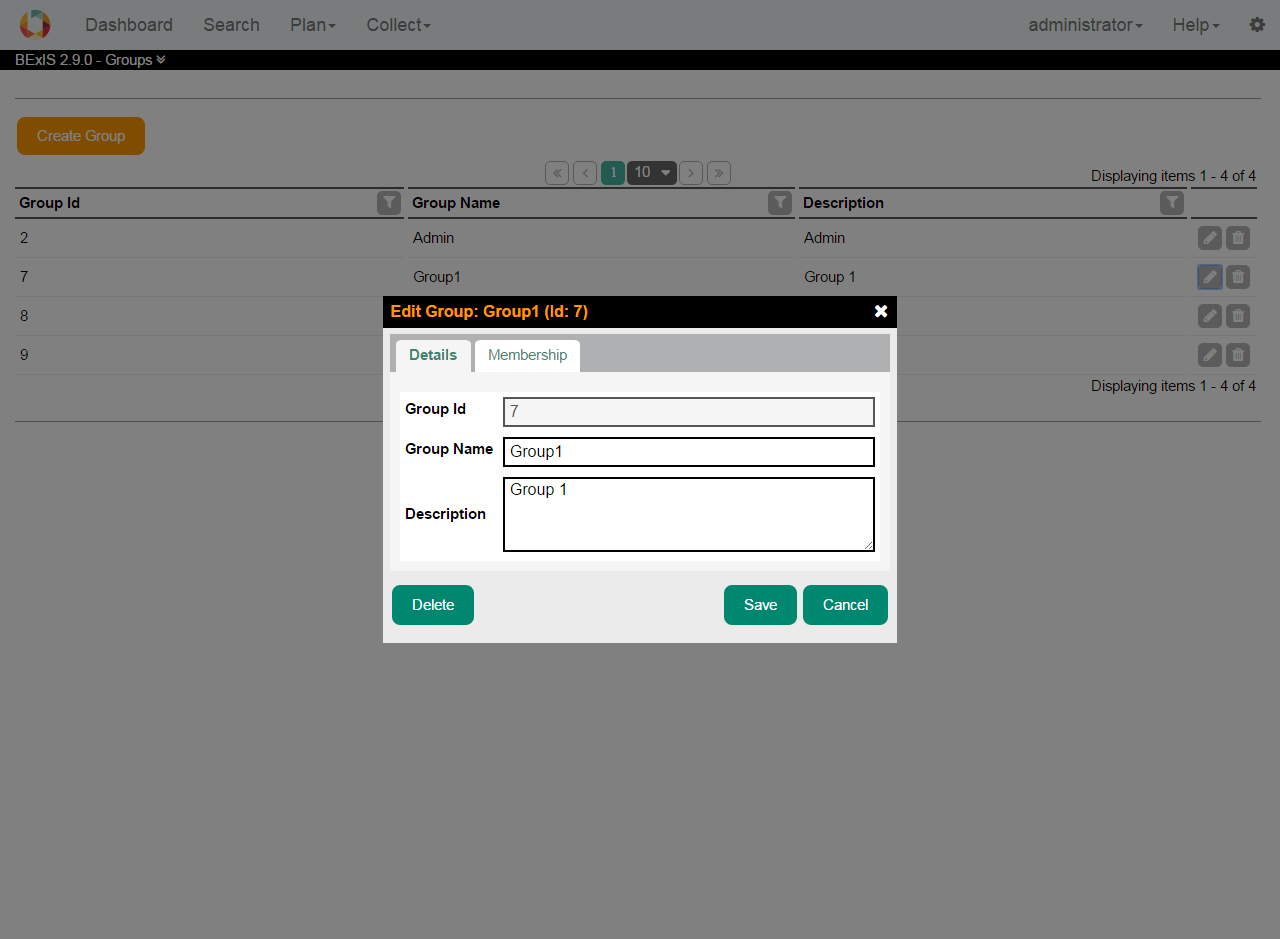 Dashboard Search Plan Collect administrator Help
BExIS 2.9.0 - Groups
Create Group
« ‹ 1 10 › »
Displaying items 1 - 4 of 4
Group Id Group Name Description
2 Admin Admin
7 Group1 Group 1
8
9
Displaying items 1 - 4 of 4
Edit Group: Group1 (Id: 7)
Details Membership
Group Id 7
Group Name Group1
Description Group 1
Delete Save Cancel